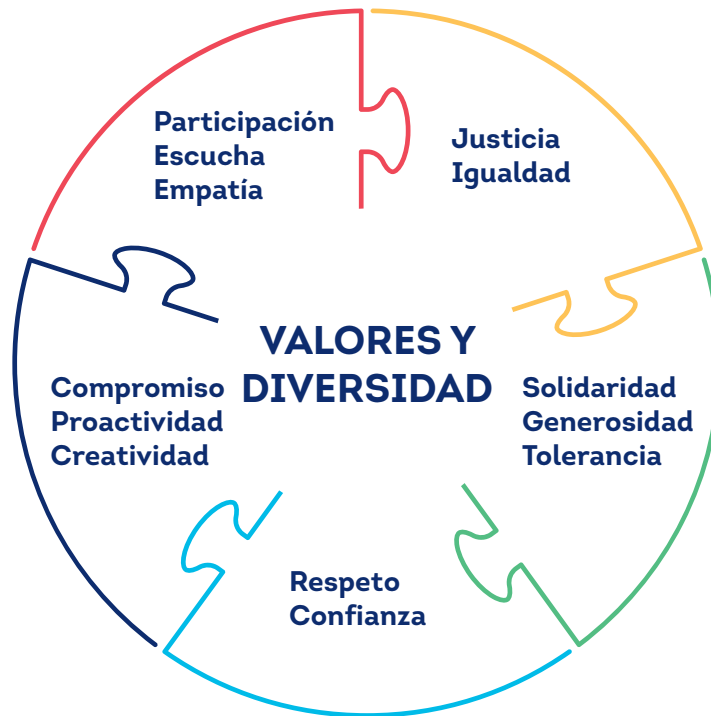 Participación
Escucha
Empatía
Justicia
Igualdad
VALORES Y
DIVERSIDAD
Compromiso
Proactividad
Creatividad
Solidaridad
Generosidad
Tolerancia
Respeto
Confianza